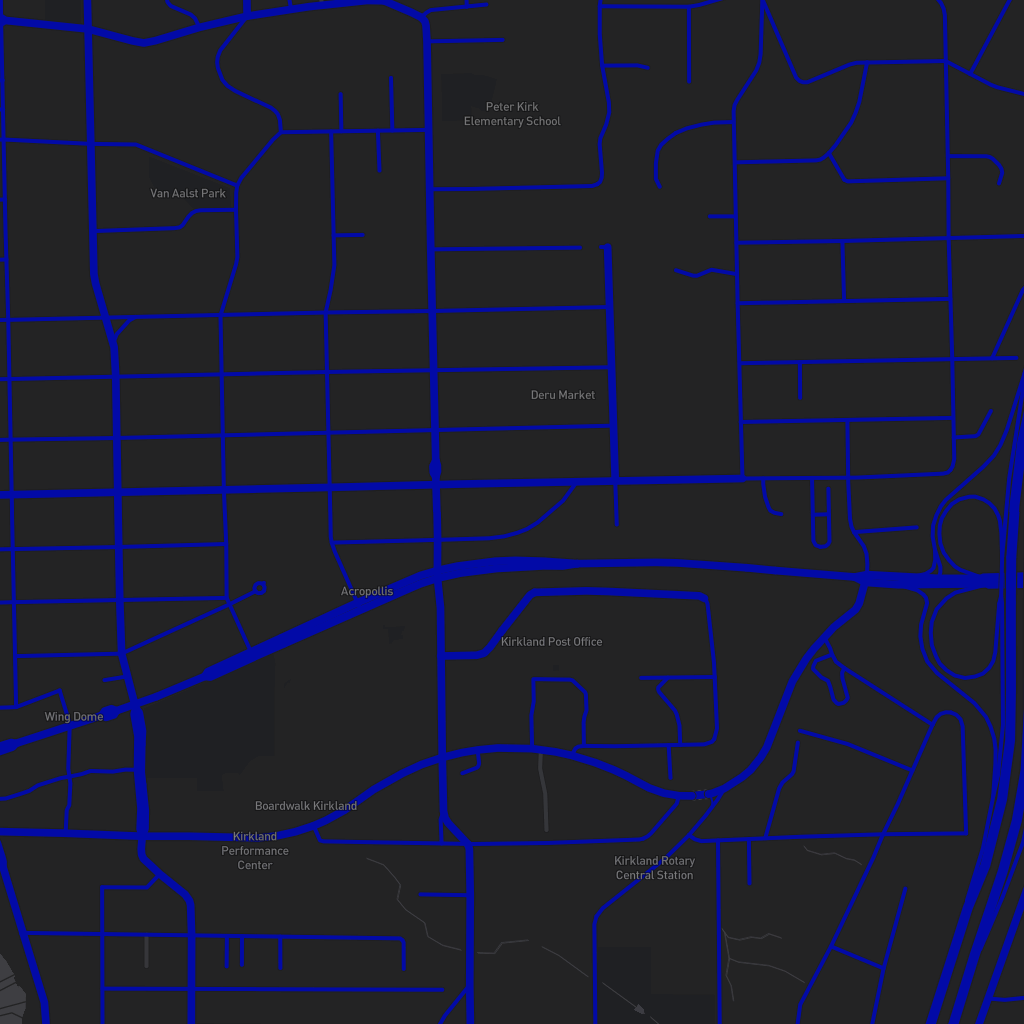 Peter Kirk
Elementary School
Van Aalst Park
Deru Market
Acropollis
Kirkland Post Office
Wing Dome
Boardwalk Kirkland
Kirkland
Performance
Center
Kirkland Rotary
Central Station